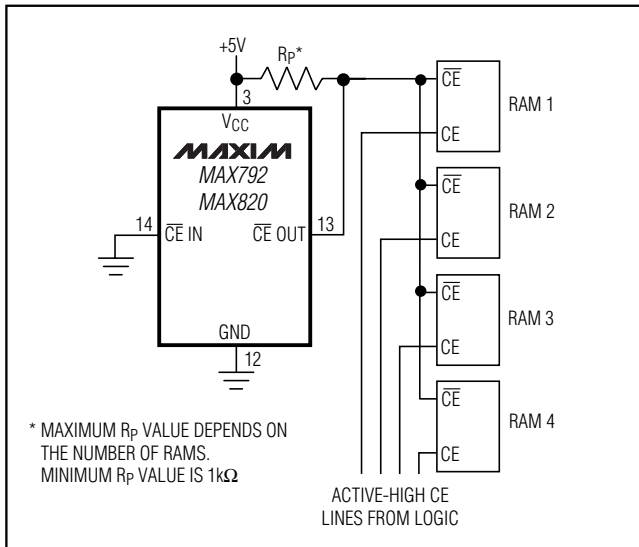 +5V
RP*
3
VCC
MAXIM
MAX792
MAX820
14
CE IN
CE OUT
13
GND
12
CE
CE
RAM 1
CE
CE
RAM 2
CE
CE
RAM 3
CE
CE
RAM 4
* MAXIMUM RP VALUE DEPENDS ON
THE NUMBER OF RAMS.
MINIMUM RP VALUE IS 1kΩ
ACTIVE-HIGH CE
LINES FROM LOGIC